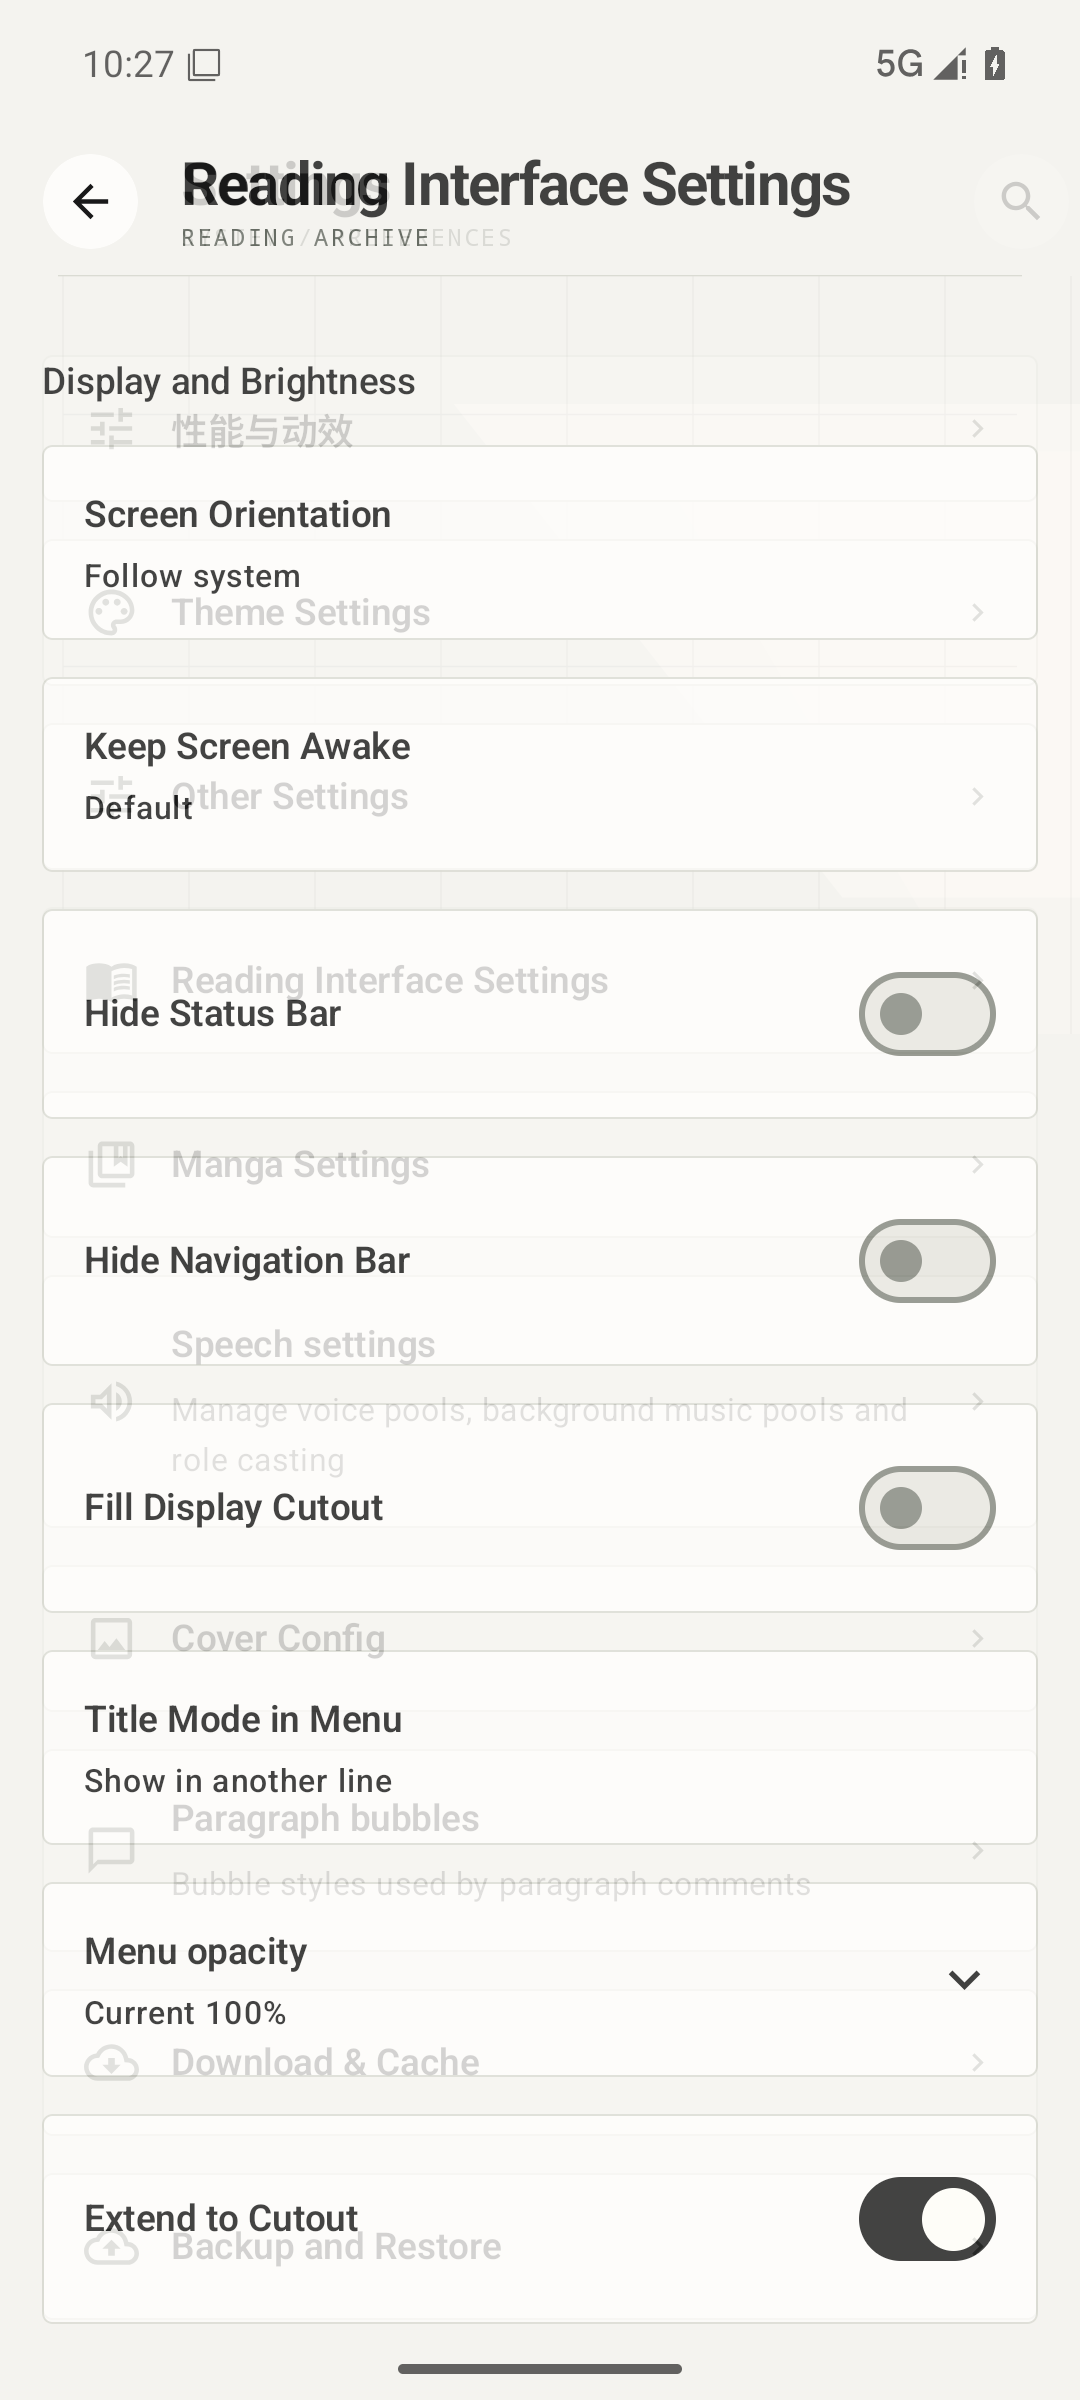 10:27
5G
Settings
Reading Interface Settings
READING/ARCHIVE
Display and Brightness
性能与动效
Screen Orientation
Follow system
Theme Settings
Keep Screen Awake
Other Settings
Default
Reading Interface Settings
Hide Status Bar
Manga Settings
Hide Navigation Bar
Speech settings
Manage voice pools, background music pools and
role casting
Fill Display Cutout
Cover Config
Title Mode in Menu
Show in another line
Paragraph bubbles
Bubble styles used by paragraph comments
Menu opacity
Current 100%
Download & Cache
Extend to Cutout
Backup and Restore